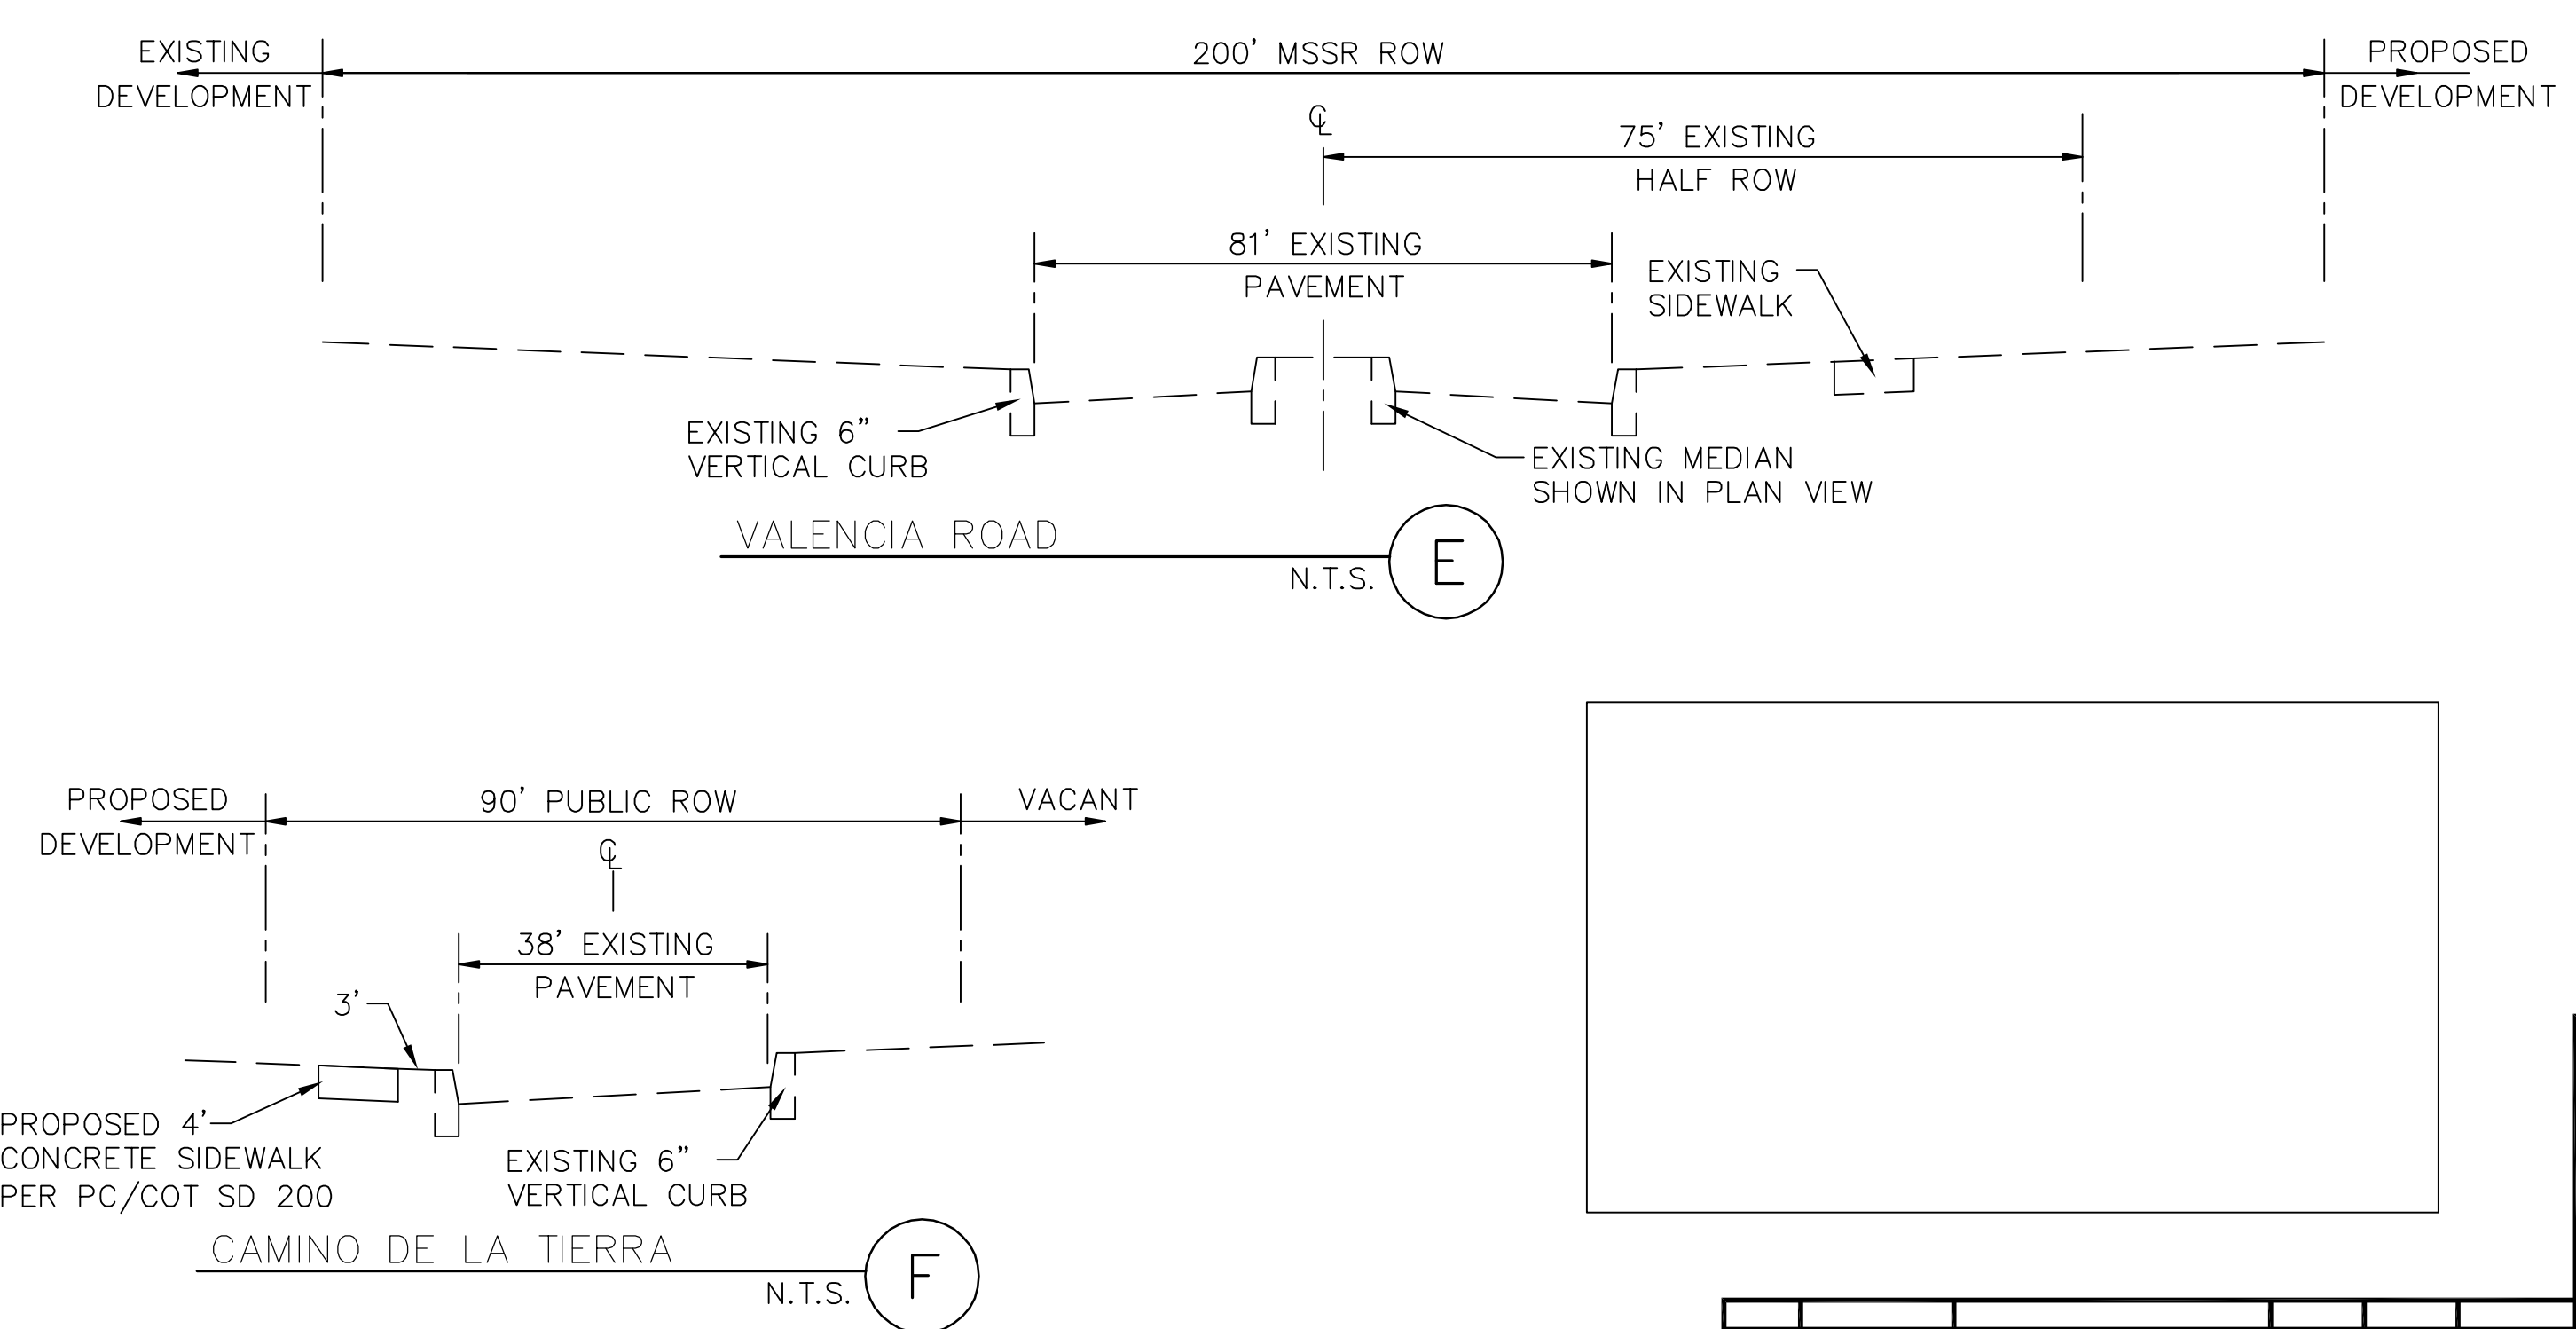 EXISTING
DEVELOPMENT
200' MSSR ROW
PROPOSED
DEVELOPMENT
℄
75' EXISTING
HALF ROW
81' EXISTING
PAVEMENT
EXISTING
SIDEWALK
EXISTING 6"
VERTICAL CURB
EXISTING MEDIAN
SHOWN IN PLAN VIEW
VALENCIA ROAD
N.T.S.
E
PROPOSED
DEVELOPMENT
90' PUBLIC ROW
VACANT
℄
38' EXISTING
PAVEMENT
3'
PROPOSED 4'
CONCRETE SIDEWALK
PER PC/COT SD 200
EXISTING 6"
VERTICAL CURB
CAMINO DE LA TIERRA
N.T.S.
F